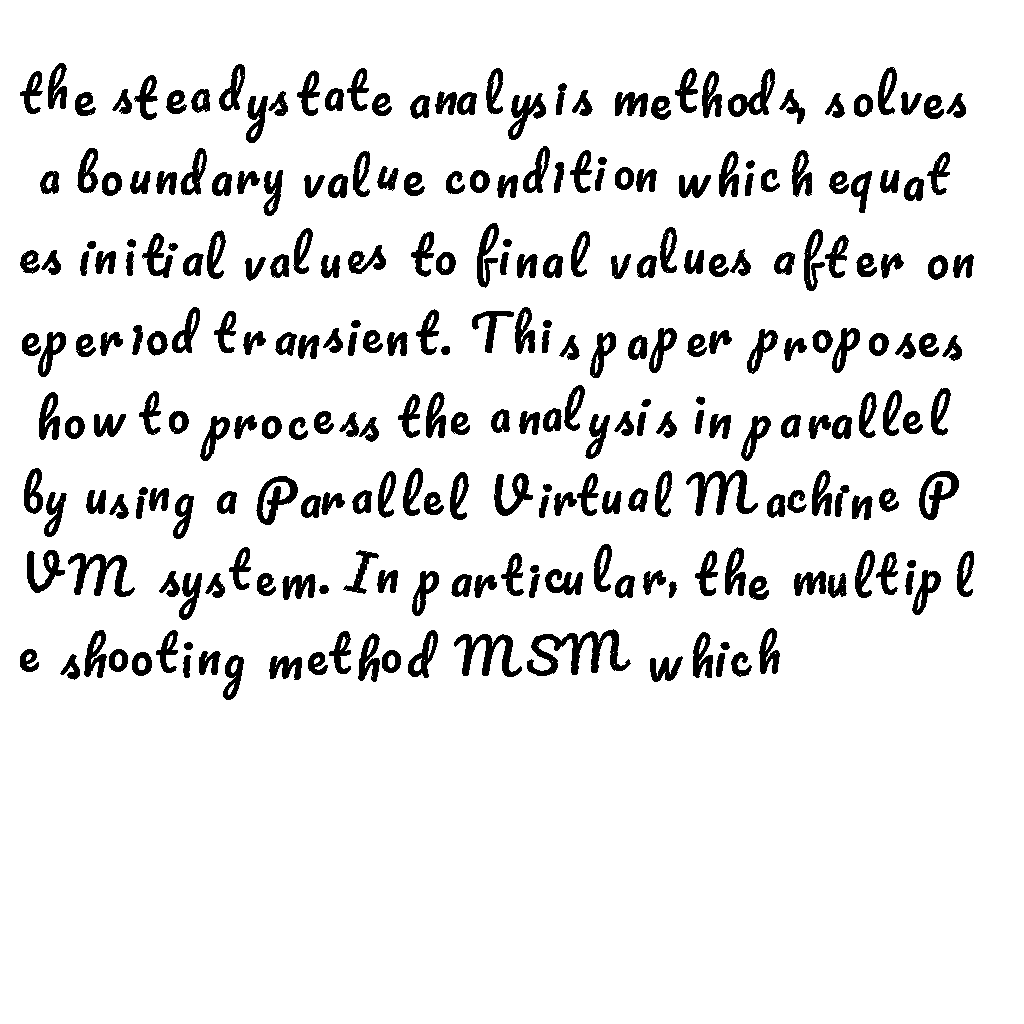 the steadystate analysis methods, solves
a boundary value condition which equat
es initial values to final values after on
eperiod transient. This paper proposes
how to process the analysis in parallel
by using a Parallel Virtual Machine P
VM system. In particular, the multipl
e shooting method MSM which